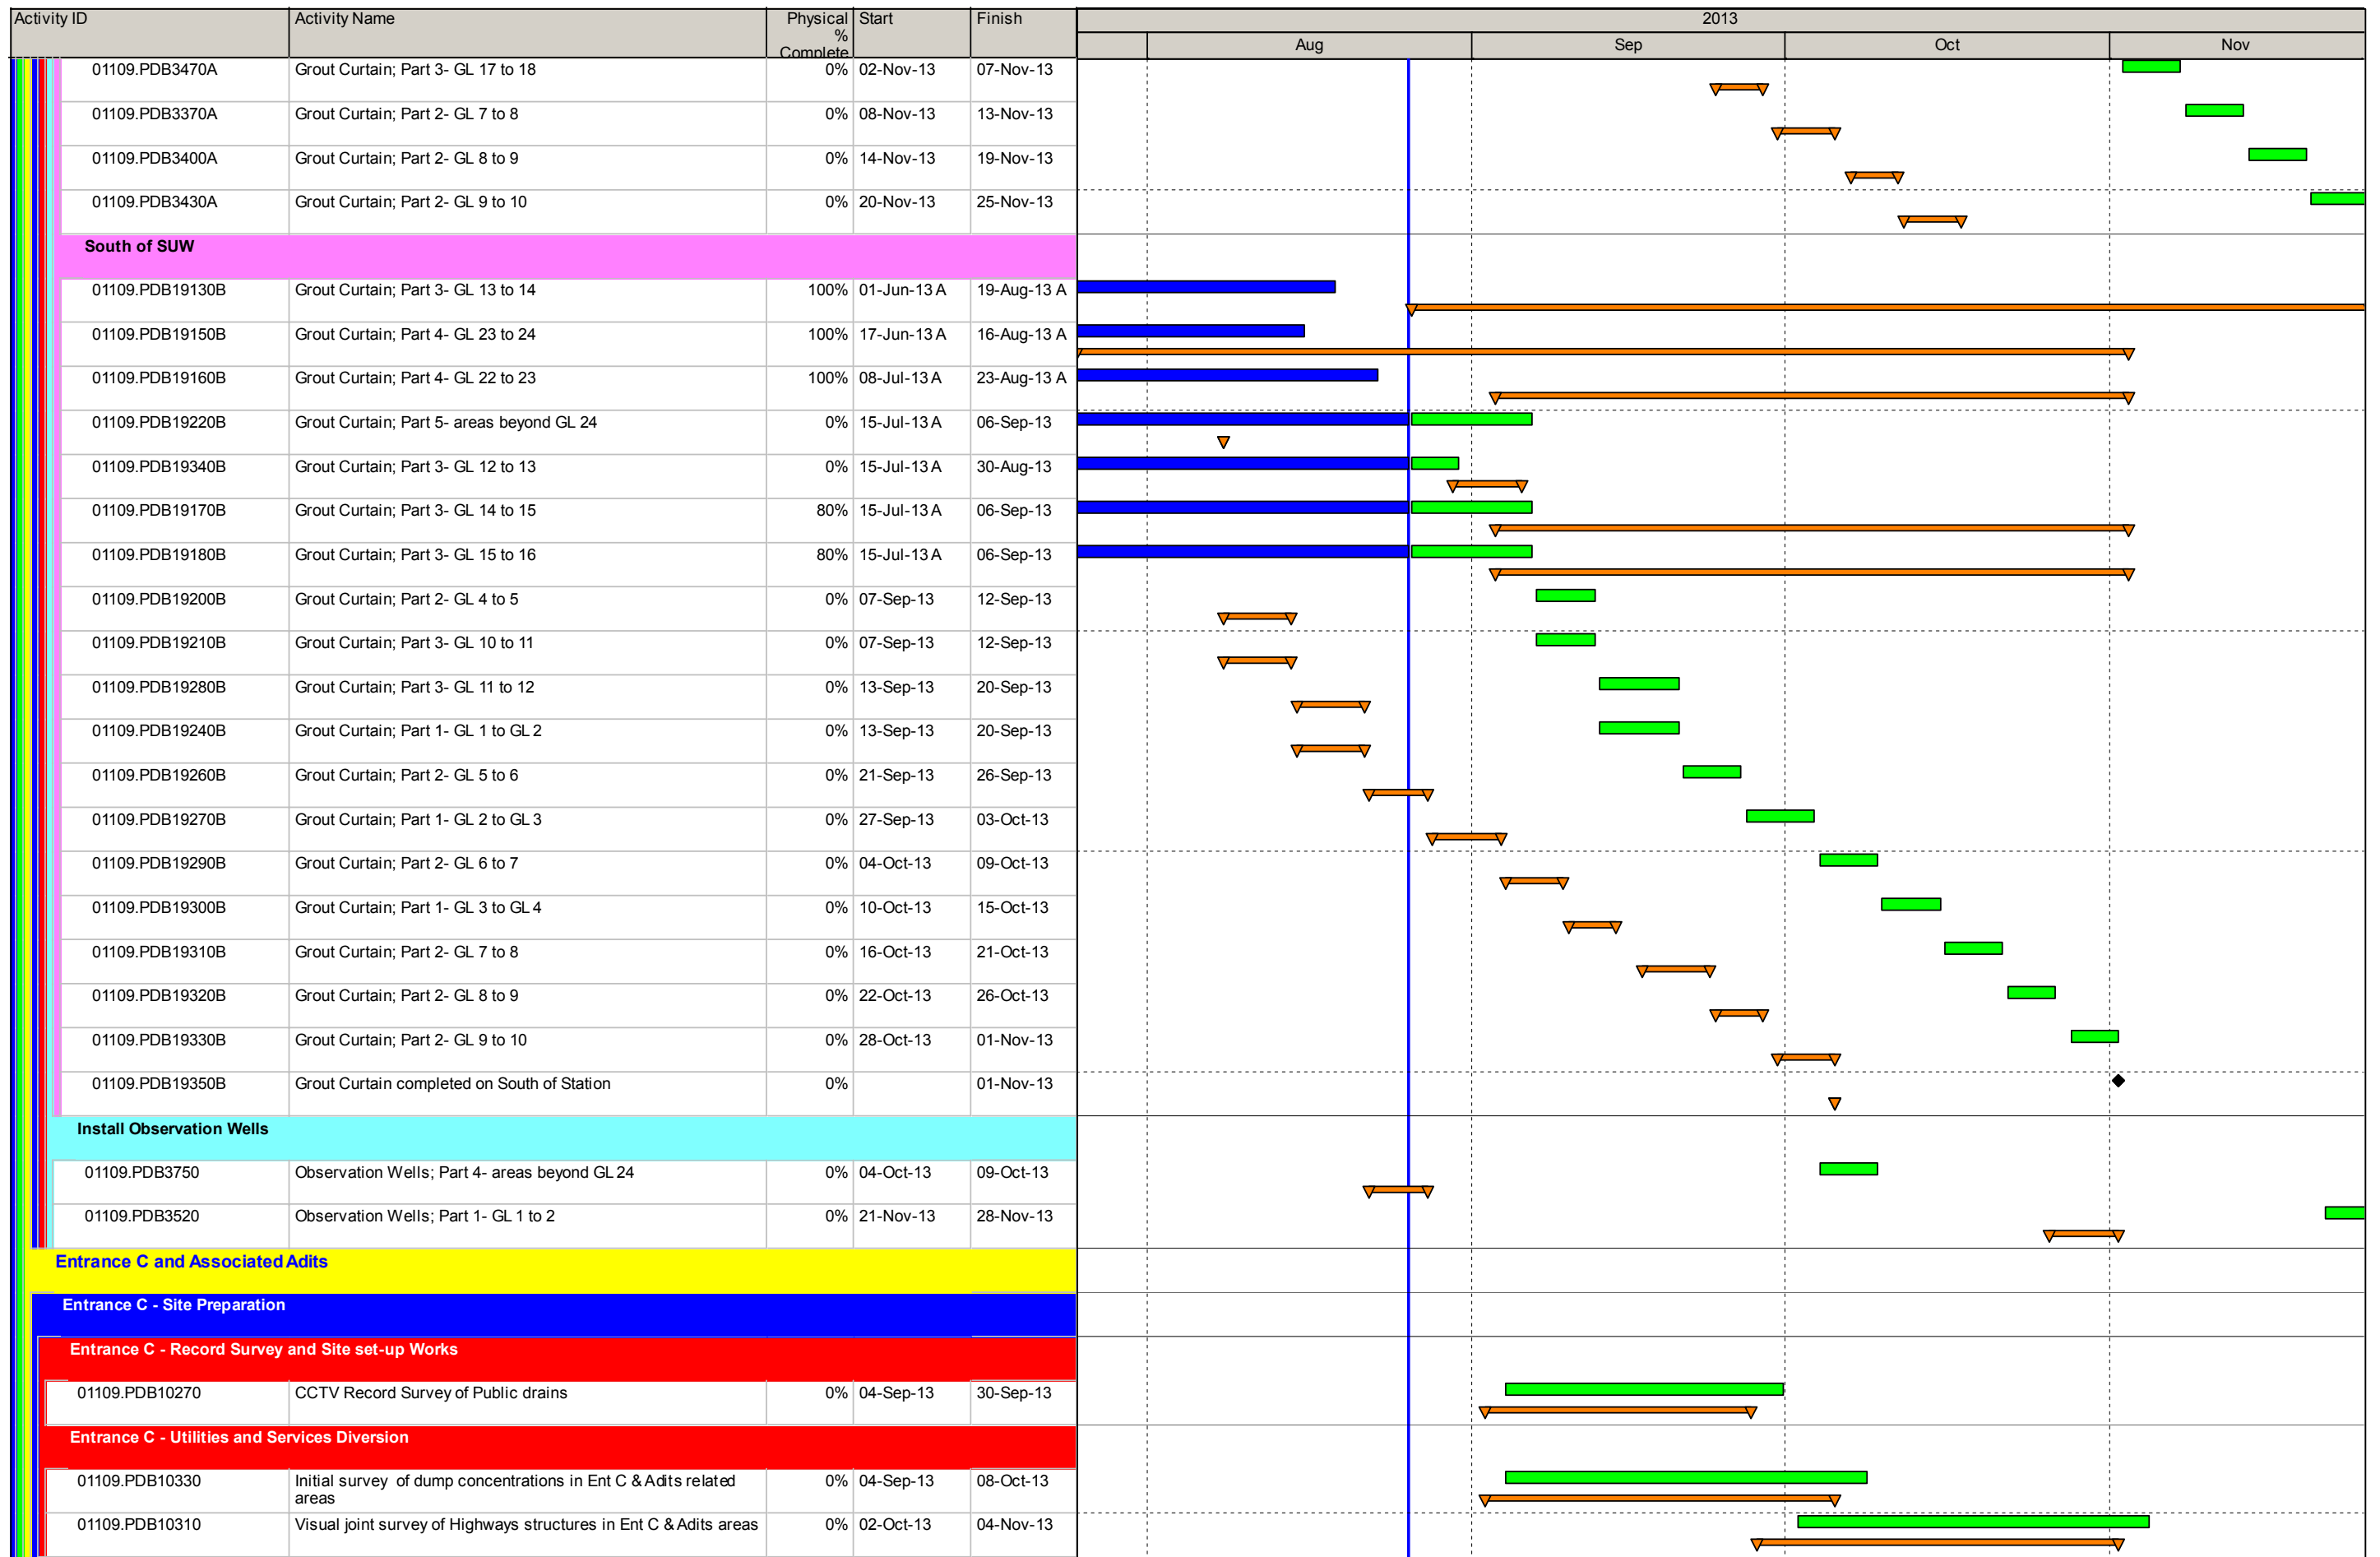 Activity ID Activity Name Physical % Complete Start Finish 2013
Aug Sep Oct Nov
01109.PDB3470A Grout Curtain; Part 3- GL 17 to 18 0% 02-Nov-13 07-Nov-13
01109.PDB3370A Grout Curtain; Part 2- GL 7 to 8 0% 08-Nov-13 13-Nov-13
01109.PDB3400A Grout Curtain; Part 2- GL 8 to 9 0% 14-Nov-13 19-Nov-13
01109.PDB3430A Grout Curtain; Part 2- GL 9 to 10 0% 20-Nov-13 25-Nov-13
South of SUW
01109.PDB19130B Grout Curtain; Part 3- GL 13 to 14 100% 01-Jun-13 A 19-Aug-13 A
01109.PDB19150B Grout Curtain; Part 4- GL 23 to 24 100% 17-Jun-13 A 16-Aug-13 A
01109.PDB19160B Grout Curtain; Part 4- GL 22 to 23 100% 08-Jul-13 A 23-Aug-13 A
01109.PDB19220B Grout Curtain; Part 5- areas beyond GL 24 0% 15-Jul-13 A 06-Sep-13
01109.PDB19340B Grout Curtain; Part 3- GL 12 to 13 0% 15-Jul-13 A 30-Aug-13
01109.PDB19170B Grout Curtain; Part 3- GL 14 to 15 80% 15-Jul-13 A 06-Sep-13
01109.PDB19180B Grout Curtain; Part 3- GL 15 to 16 80% 15-Jul-13 A 06-Sep-13
01109.PDB19200B Grout Curtain; Part 2- GL 4 to 5 0% 07-Sep-13 12-Sep-13
01109.PDB19210B Grout Curtain; Part 3- GL 10 to 11 0% 07-Sep-13 12-Sep-13
01109.PDB19280B Grout Curtain; Part 3- GL 11 to 12 0% 13-Sep-13 20-Sep-13
01109.PDB19240B Grout Curtain; Part 1- GL 1 to GL 2 0% 13-Sep-13 20-Sep-13
01109.PDB19260B Grout Curtain; Part 2- GL 5 to 6 0% 21-Sep-13 26-Sep-13
01109.PDB19270B Grout Curtain; Part 1- GL 2 to GL 3 0% 27-Sep-13 03-Oct-13
01109.PDB19290B Grout Curtain; Part 2- GL 6 to 7 0% 04-Oct-13 09-Oct-13
01109.PDB19300B Grout Curtain; Part 1- GL 3 to GL 4 0% 10-Oct-13 15-Oct-13
01109.PDB19310B Grout Curtain; Part 2- GL 7 to 8 0% 16-Oct-13 21-Oct-13
01109.PDB19320B Grout Curtain; Part 2- GL 8 to 9 0% 22-Oct-13 26-Oct-13
01109.PDB19330B Grout Curtain; Part 2- GL 9 to 10 0% 28-Oct-13 01-Nov-13
01109.PDB19350B Grout Curtain completed on South of Station 0% 01-Nov-13
Install Observation Wells
01109.PDB3750 Observation Wells; Part 4- areas beyond GL 24 0% 04-Oct-13 09-Oct-13
01109.PDB3520 Observation Wells; Part 1- GL 1 to 2 0% 21-Nov-13 28-Nov-13
Entrance C and Associated Adits
Entrance C - Site Preparation
Entrance C - Record Survey and Site set-up Works
01109.PDB10270 CCTV Record Survey of Public drains 0% 04-Sep-13 30-Sep-13
Entrance C - Utilities and Services Diversion
01109.PDB10330 Initial survey of dump concentrations in Ent C & Adits related 0% 04-Sep-13 08-Oct-13
areas
01109.PDB10310 Visual joint survey of Highways structures in Ent C & Adits areas 0% 02-Oct-13 04-Nov-13